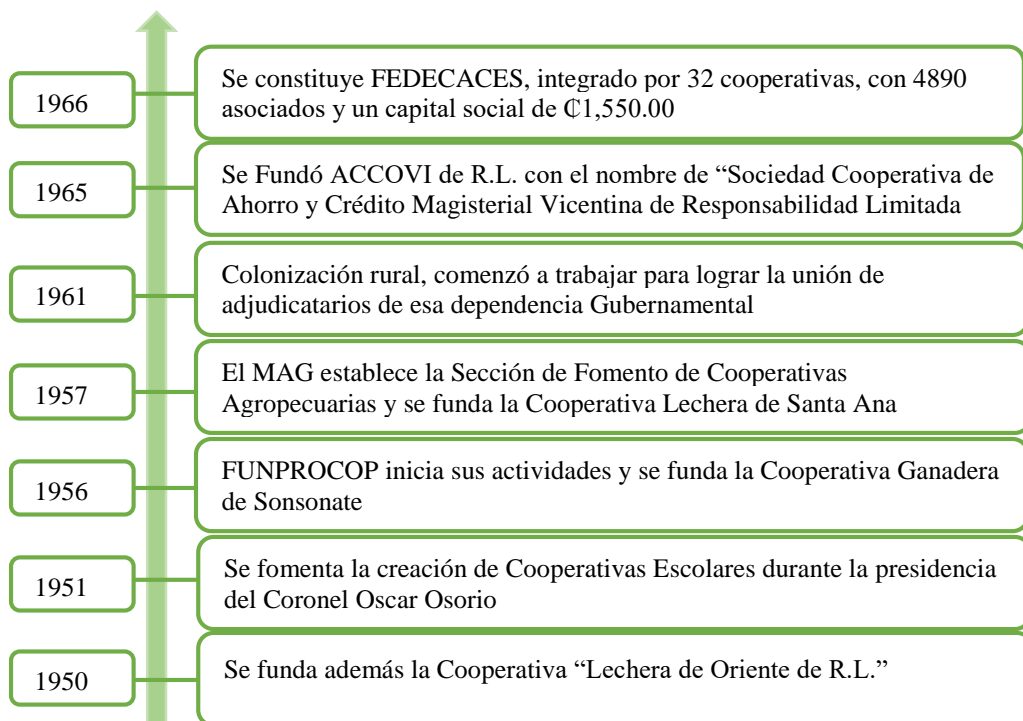 1966
Se constituye FEDECACES, integrado por 32 cooperativas, con 4890
asociados y un capital social de ₡1,550.00
1965
Se Fundó ACCOVI de R.L. con el nombre de “Sociedad Cooperativa de
Ahorro y Crédito Magisterial Vicentina de Responsabilidad Limitada
1961
Colonización rural, comenzó a trabajar para lograr la unión de
adjudicatarios de esa dependencia Gubernamental
1957
El MAG establece la Sección de Fomento de Cooperativas
Agropecuarias y se funda la Cooperativa Lechera de Santa Ana
1956
FUNPROCOP inicia sus actividades y se funda la Cooperativa Ganadera
de Sonsonate
1951
Se fomenta la creación de Cooperativas Escolares durante la presidencia
del Coronel Oscar Osorio
1950
Se funda además la Cooperativa “Lechera de Oriente de R.L.”